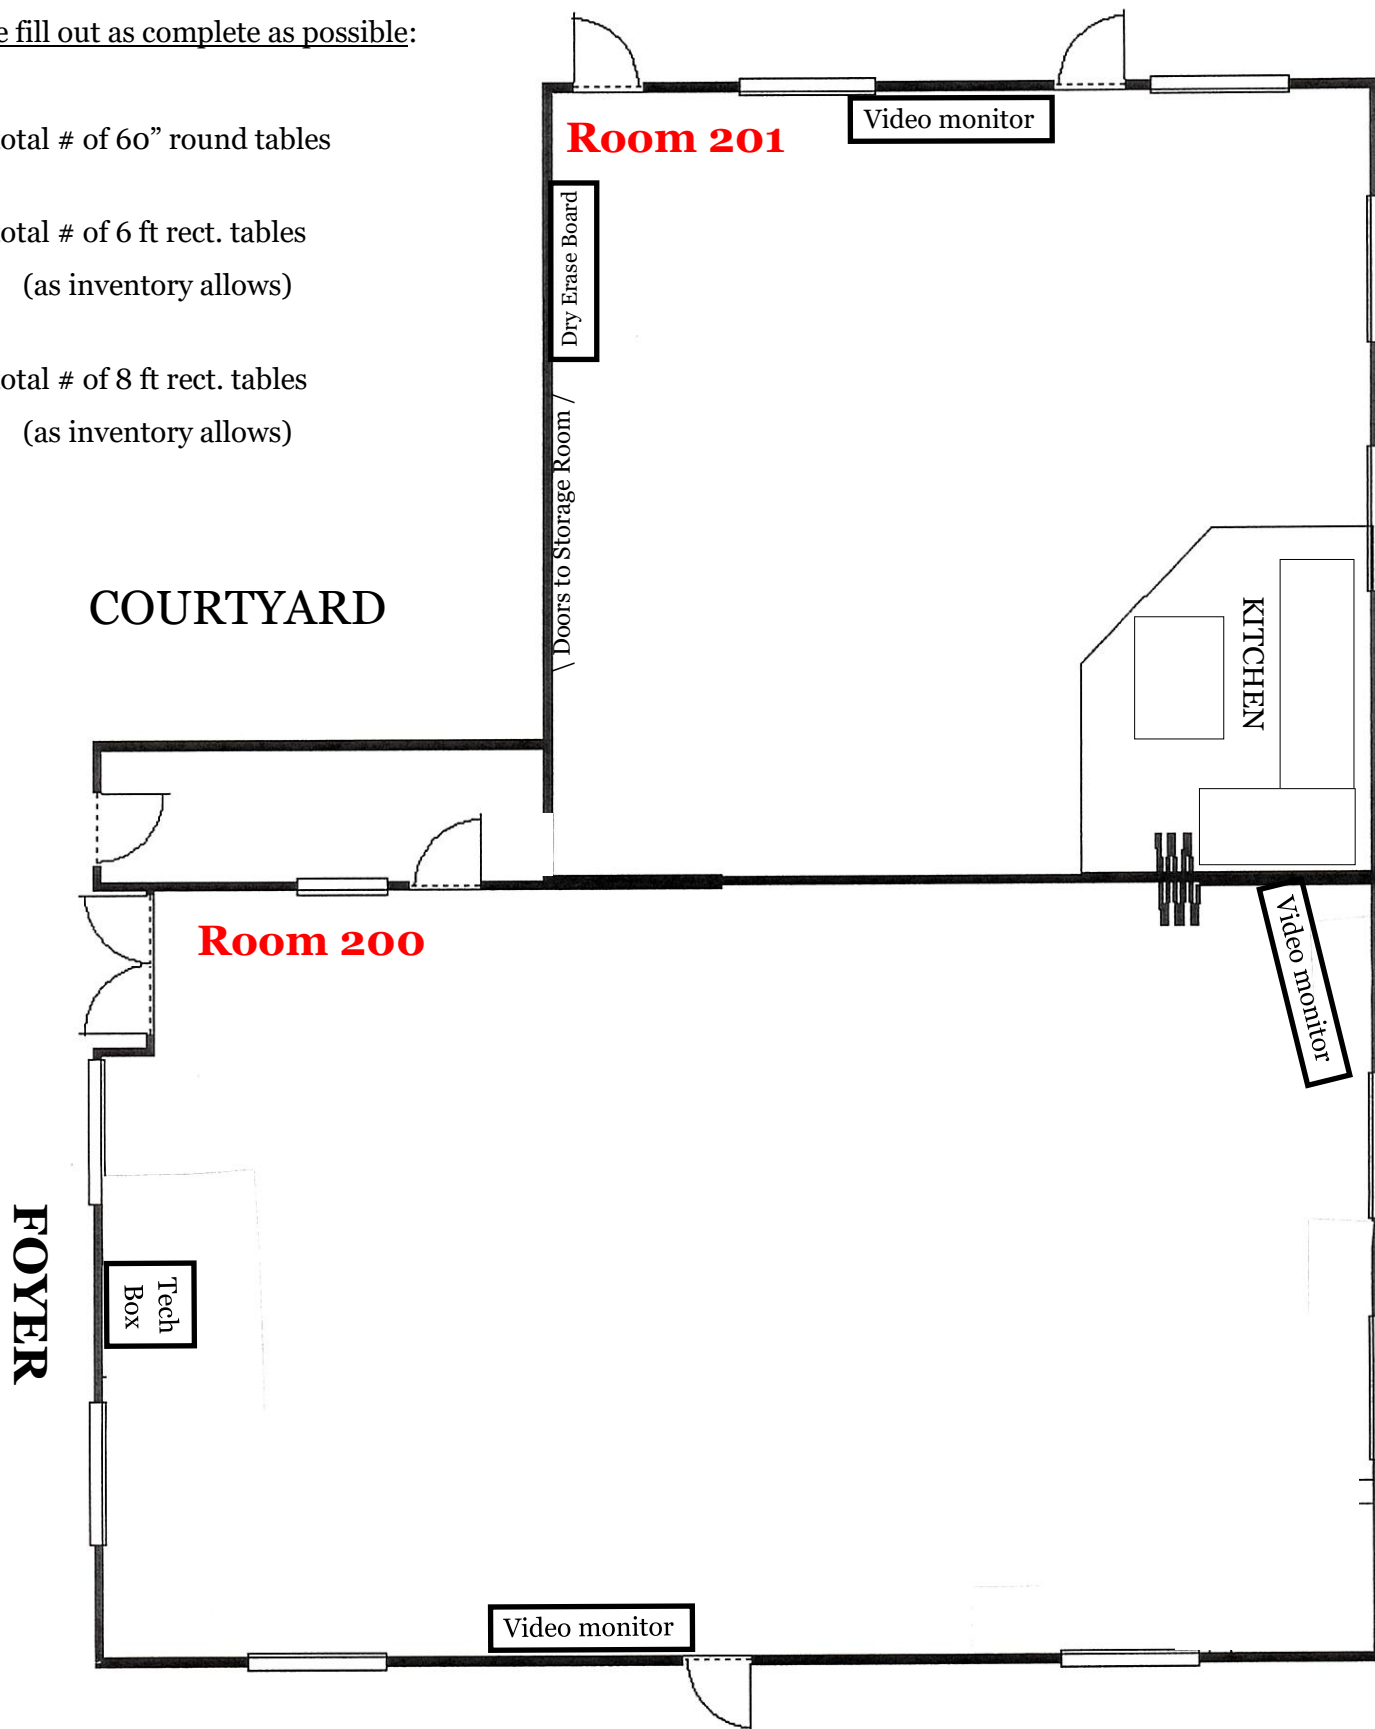 e fill out as complete as possible:
otal # of 60” round tables
otal # of 6 ft rect. tables
(as inventory allows)
otal # of 8 ft rect. tables
(as inventory allows)
COURTYARD
Room 201
Video monitor
Dry Erase Board
\ Doors to Storage Room /
KITCHEN
Room 200
Video monitor
FOYER
Tech
Box
Video monitor